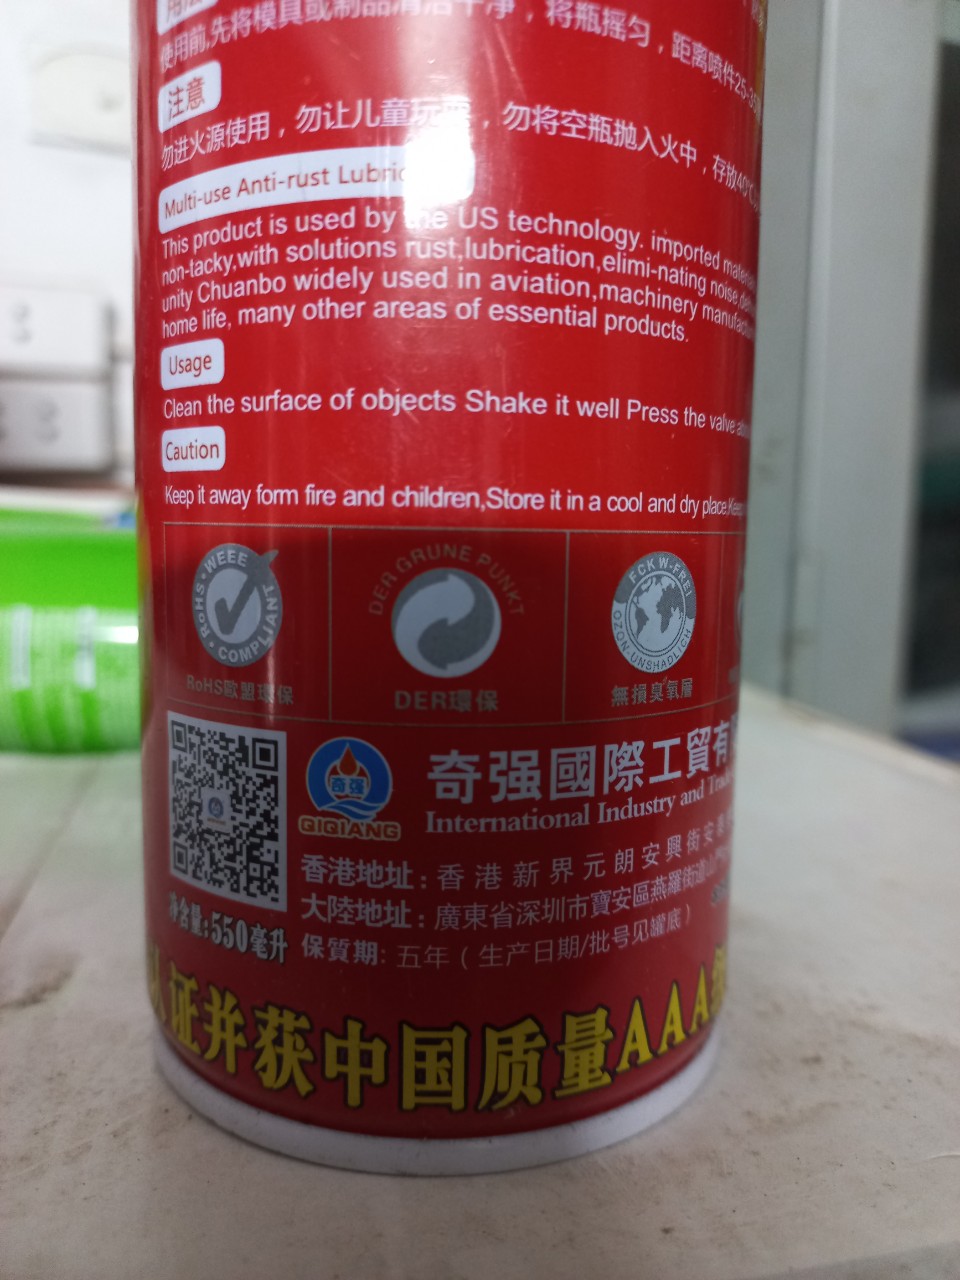 使用前,先将模具或制品清洁干净，将瓶摇匀，距离喷件25-35
注意
勿进火源使用，勿让儿童玩耍，勿将空瓶抛入火中，存放40℃
Multi-use Anti-rust Lubric
This product is used by the US technology. imported
non-tacky,with solutions rust,lubrication,elimi-nating noise
unity Chuanbo widely used in aviation,machinery
home life, many other areas of essential products.
Usage
Clean the surface of objects Shake it well Press the valve
Caution
Keep it away form fire and children,Store it in a cool and dry place.Keep
RoHS•WEEE•COMPLIANT
RoHS歐盟環保
DER GRUNE PUNKT
DER環保
FCKW-FREI
OZON-UNSHADLICH
無損臭氧層
奇强
QIQIANG
奇强國際工貿有
International Industry and
香港地址：香港新界元朗安興街安
大陸地址：廣東省深圳市寶安區燕羅街道
净含量:550毫升
保質期：五年（生产日期/批号见罐底）
证并获中国质量AAA